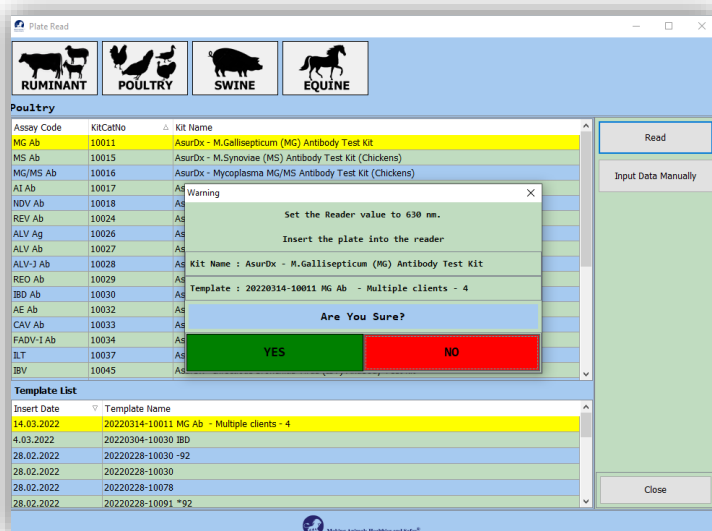 Plate Read
RUMINANT
POULTRY
SWINE
EQUINE
Poultry
Assay Code KitCatNo Kit Name
MG Ab 10011 AsurDx - M.Gallisepticum (MG) Antibody Test Kit
MS Ab 10015 AsurDx - M.Synoviae (MS) Antibody Test Kit (Chickens)
MG/MS Ab 10016 AsurDx - Mycoplasma MG/MS Antibody Test Kit (Chickens)
AI Ab 10017
NDV Ab 10018
REV Ab 10024
ALV Ag 10026
ALV Ab 10027
ALV-J Ab 10028
REO Ab 10029
IBD Ab 10030
AE Ab 10032
CAV Ab 10033
FADV-I Ab 10034
ILT 10037
IBV 10045
Warning
Set the Reader value to 630 nm.
Insert the plate into the reader
Kit Name : AsurDx - M.Gallisepticum (MG) Antibody Test Kit
Template : 20220314-10011 MG Ab - Multiple clients - 4
Are You Sure?
YES
NO
Read
Input Data Manually
Template List
Insert Date Template Name
14.03.2022 20220314-10011 MG Ab - Multiple clients - 4
4.03.2022 20220304-10030 IBD
28.02.2022 20220228-10030 -92
28.02.2022 20220228-10030
28.02.2022 20220228-10078
28.02.2022 20220228-10091 *92
Close